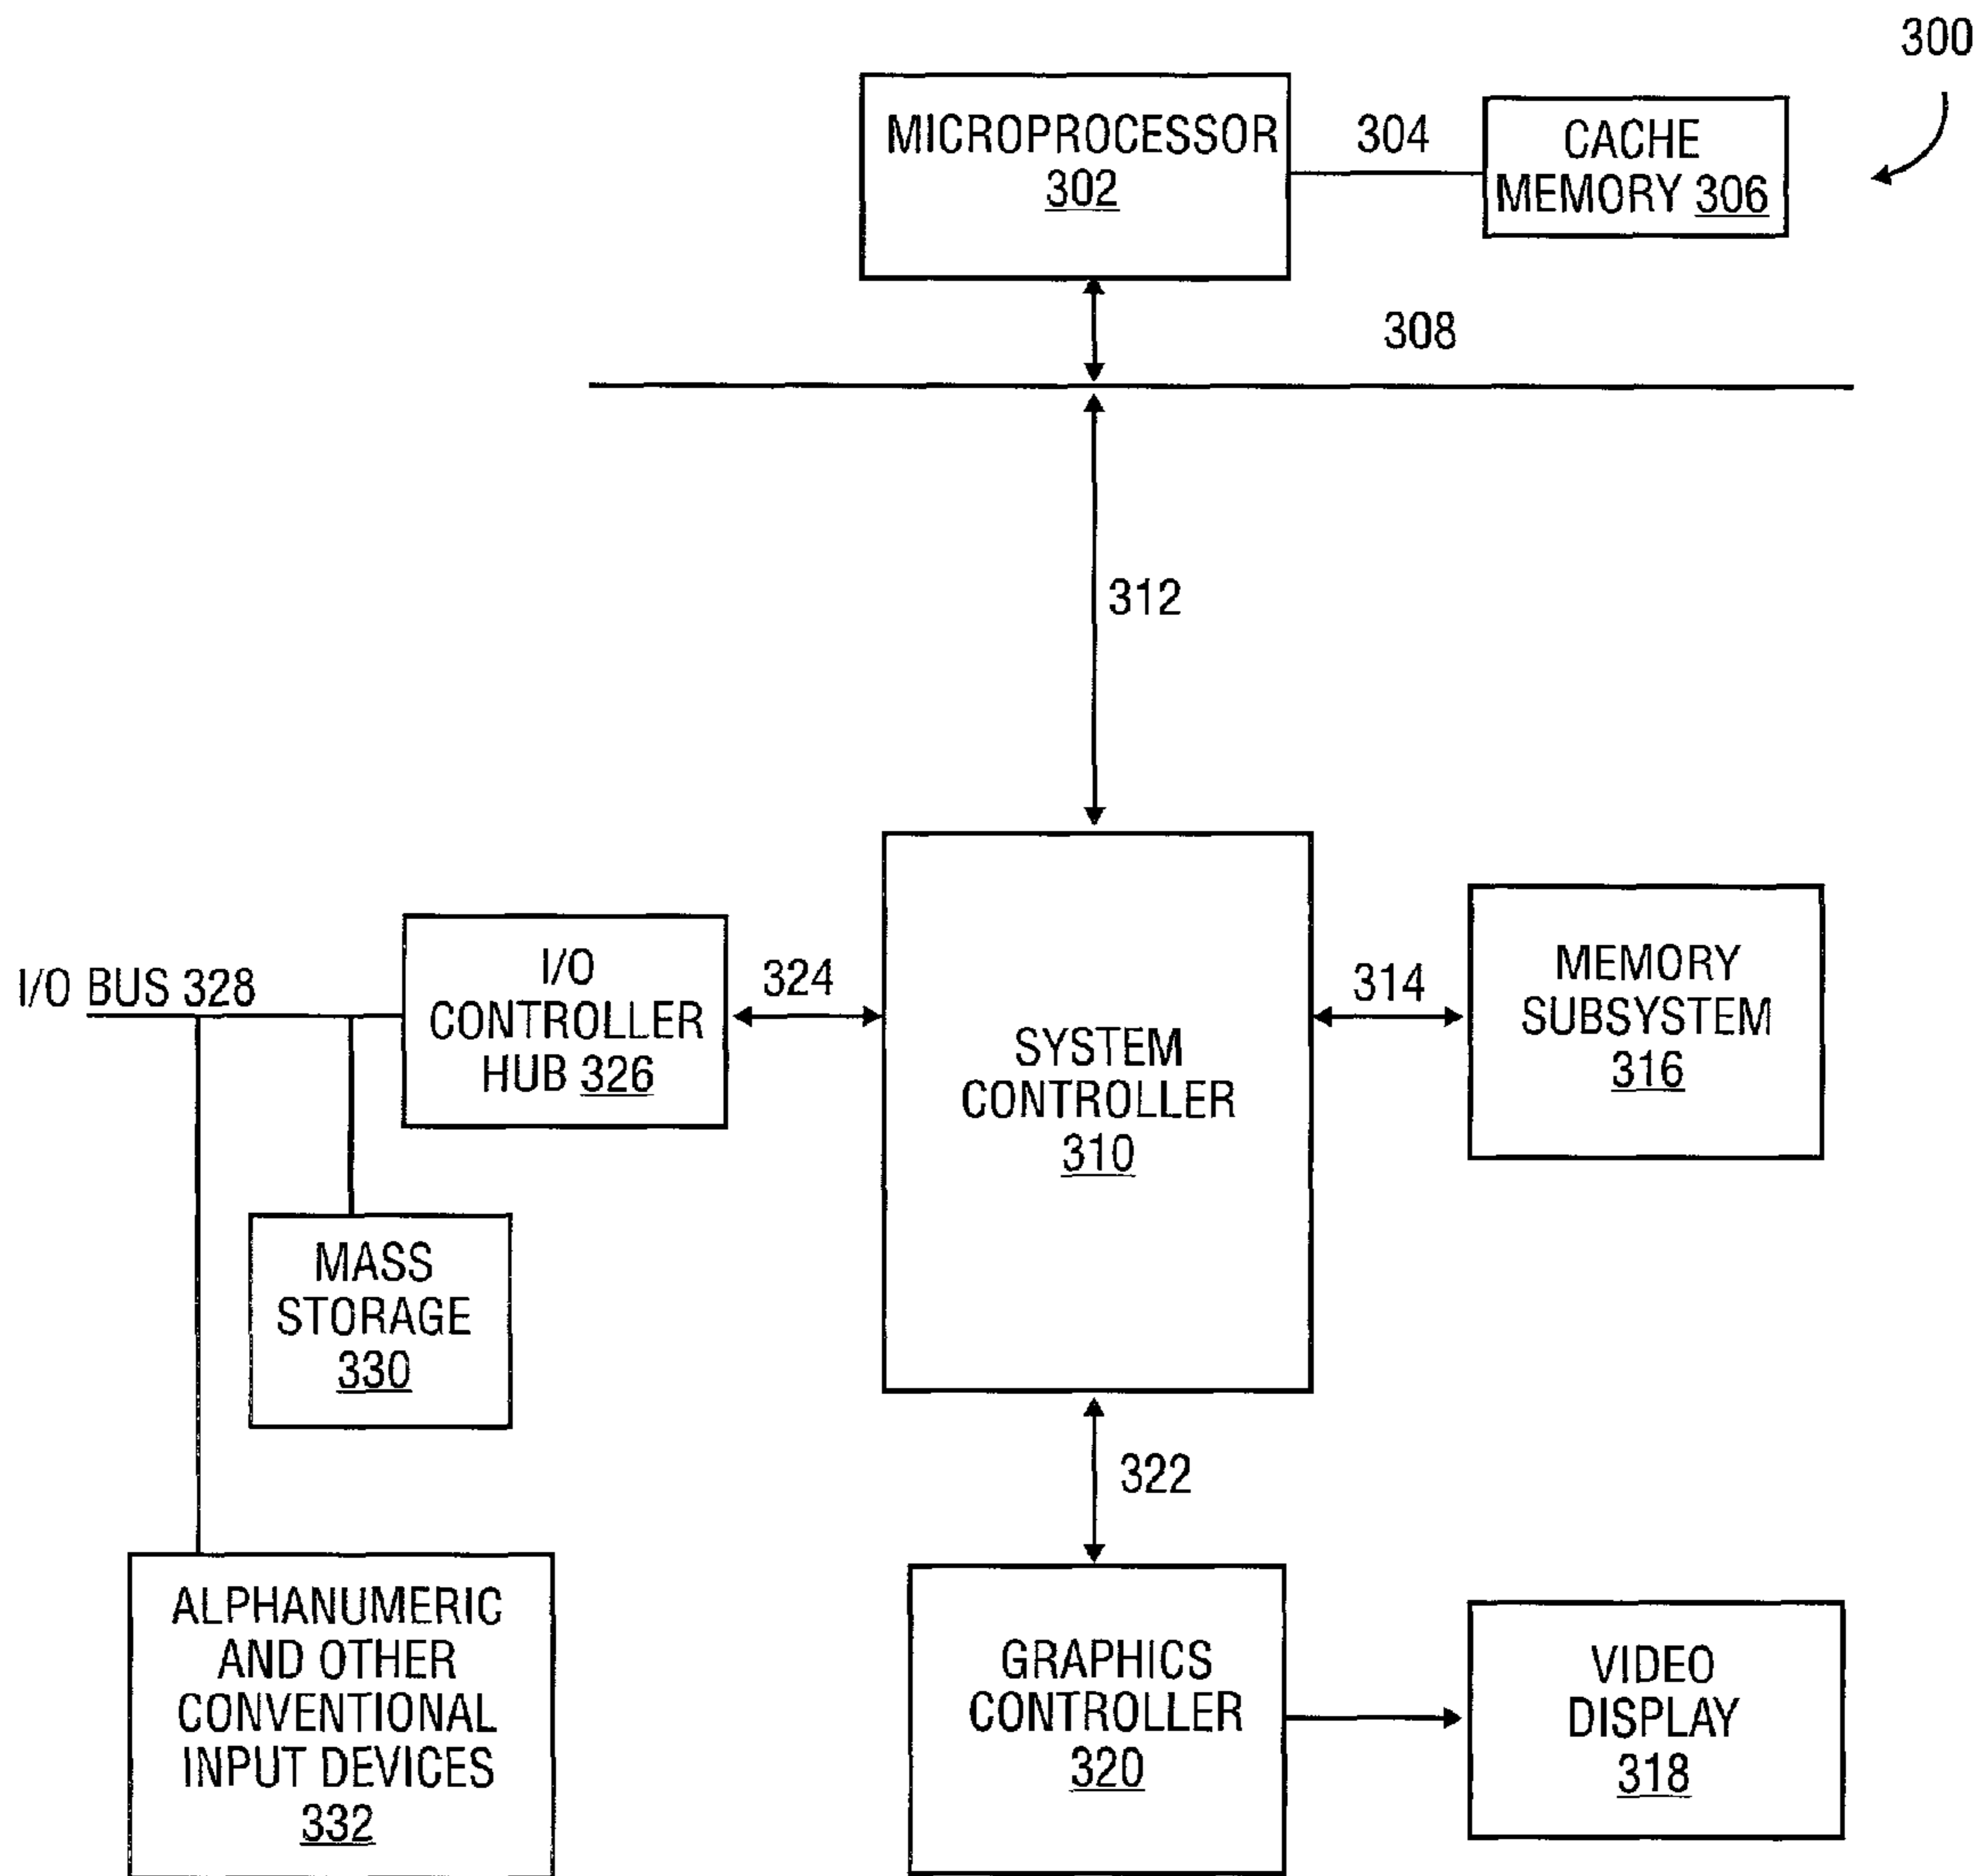 300
MICROPROCESSOR
302
304
CACHE
MEMORY 306
308
312
I/O BUS 328
I/O
CONTROLLER
HUB 326
324
SYSTEM
CONTROLLER
310
314
MEMORY
SUBSYSTEM
316
MASS
STORAGE
330
322
ALPHANUMERIC
AND OTHER
CONVENTIONAL
INPUT DEVICES
332
GRAPHICS
CONTROLLER
320
VIDEO
DISPLAY
318